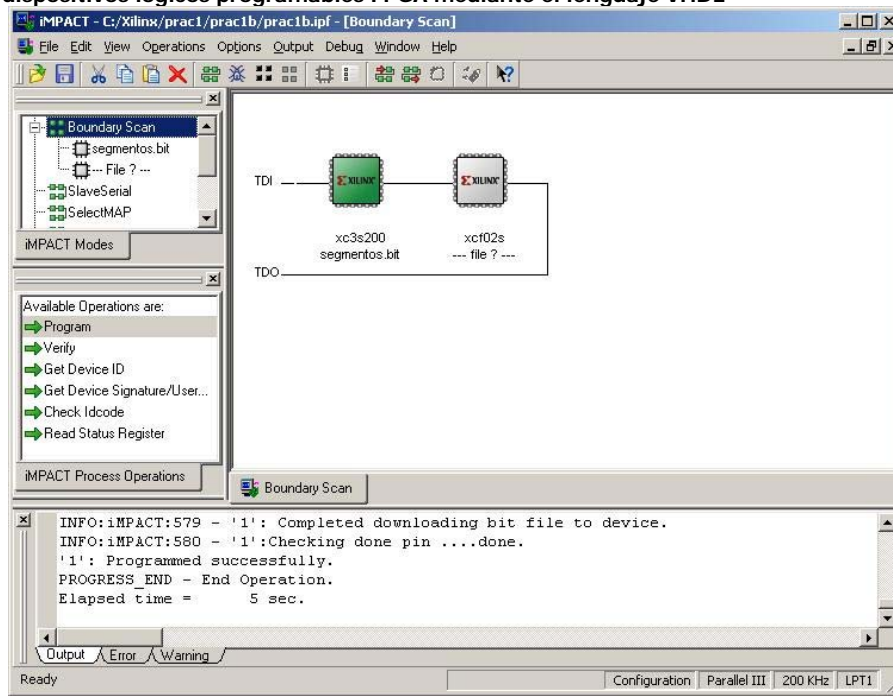 dispositivos lógicos programables FPGA mediante el lenguaje VHDL
iMPACT - C:/Xilinx/prac1/prac1b/prac1b.ipf - [Boundary Scan]
File Edit View Operations Options Output Debug Window Help
Boundary Scan
segmentos.bit
--- File ? ---
SlaveSerial
SelectMAP
iMPACT Modes
Available Operations are:
Program
Verify
Get Device ID
Get Device Signature/User...
Check Idcode
Read Status Register
iMPACT Process Operations
TDI
XILINX
XILINX
xc3s200
segmentos.bit
xcf02s
--- file ? ---
TDO
Boundary Scan
INFO:iMPACT:579 - '1': Completed downloading bit file to device.
INFO:iMPACT:580 - '1':Checking done pin ....done.
'1': Programmed successfully.
PROGRESS_END - End Operation.
Elapsed time =      5 sec.
Output Error Warning
Ready
Configuration Parallel III 200 KHz LPT1